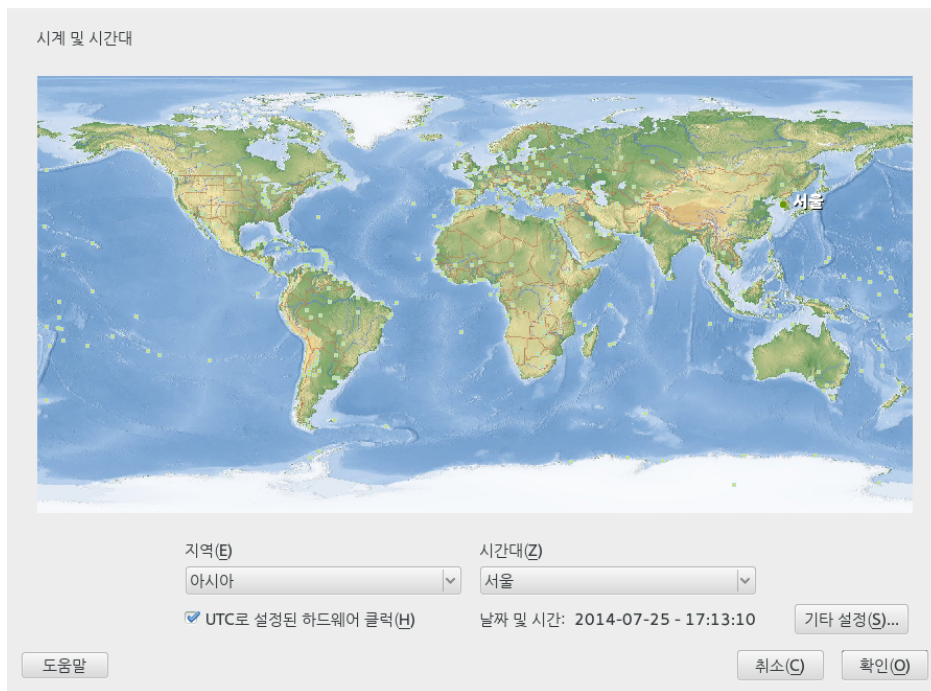 시계 및 시간대
서울
지역(E)
시간대(Z)
아시아
서울
UTC로 설정된 하드웨어 클럭(H)
날짜 및 시간: 2014-07-25 - 17:13:10
기타 설정(S)...
도움말
취소(C)
확인(O)